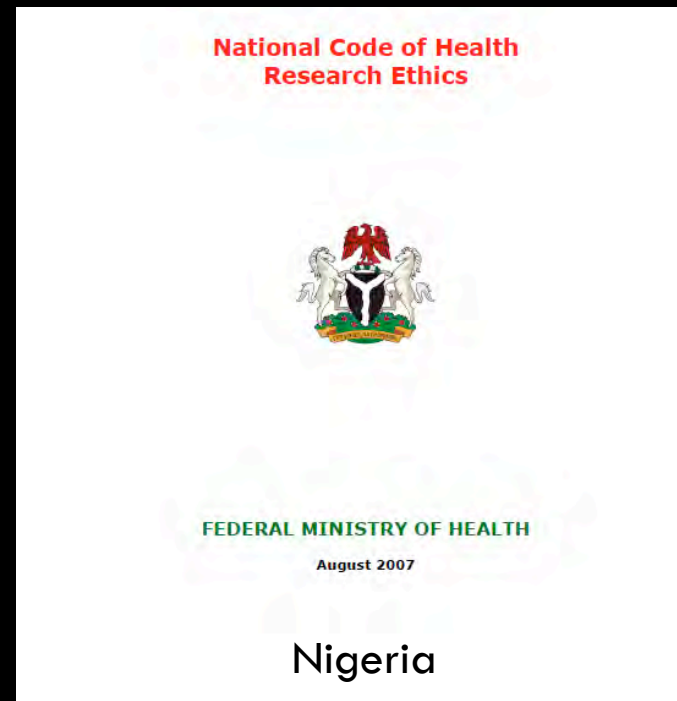 National Code of Health
Research Ethics
FEDERAL MINISTRY OF HEALTH
August 2007
Nigeria